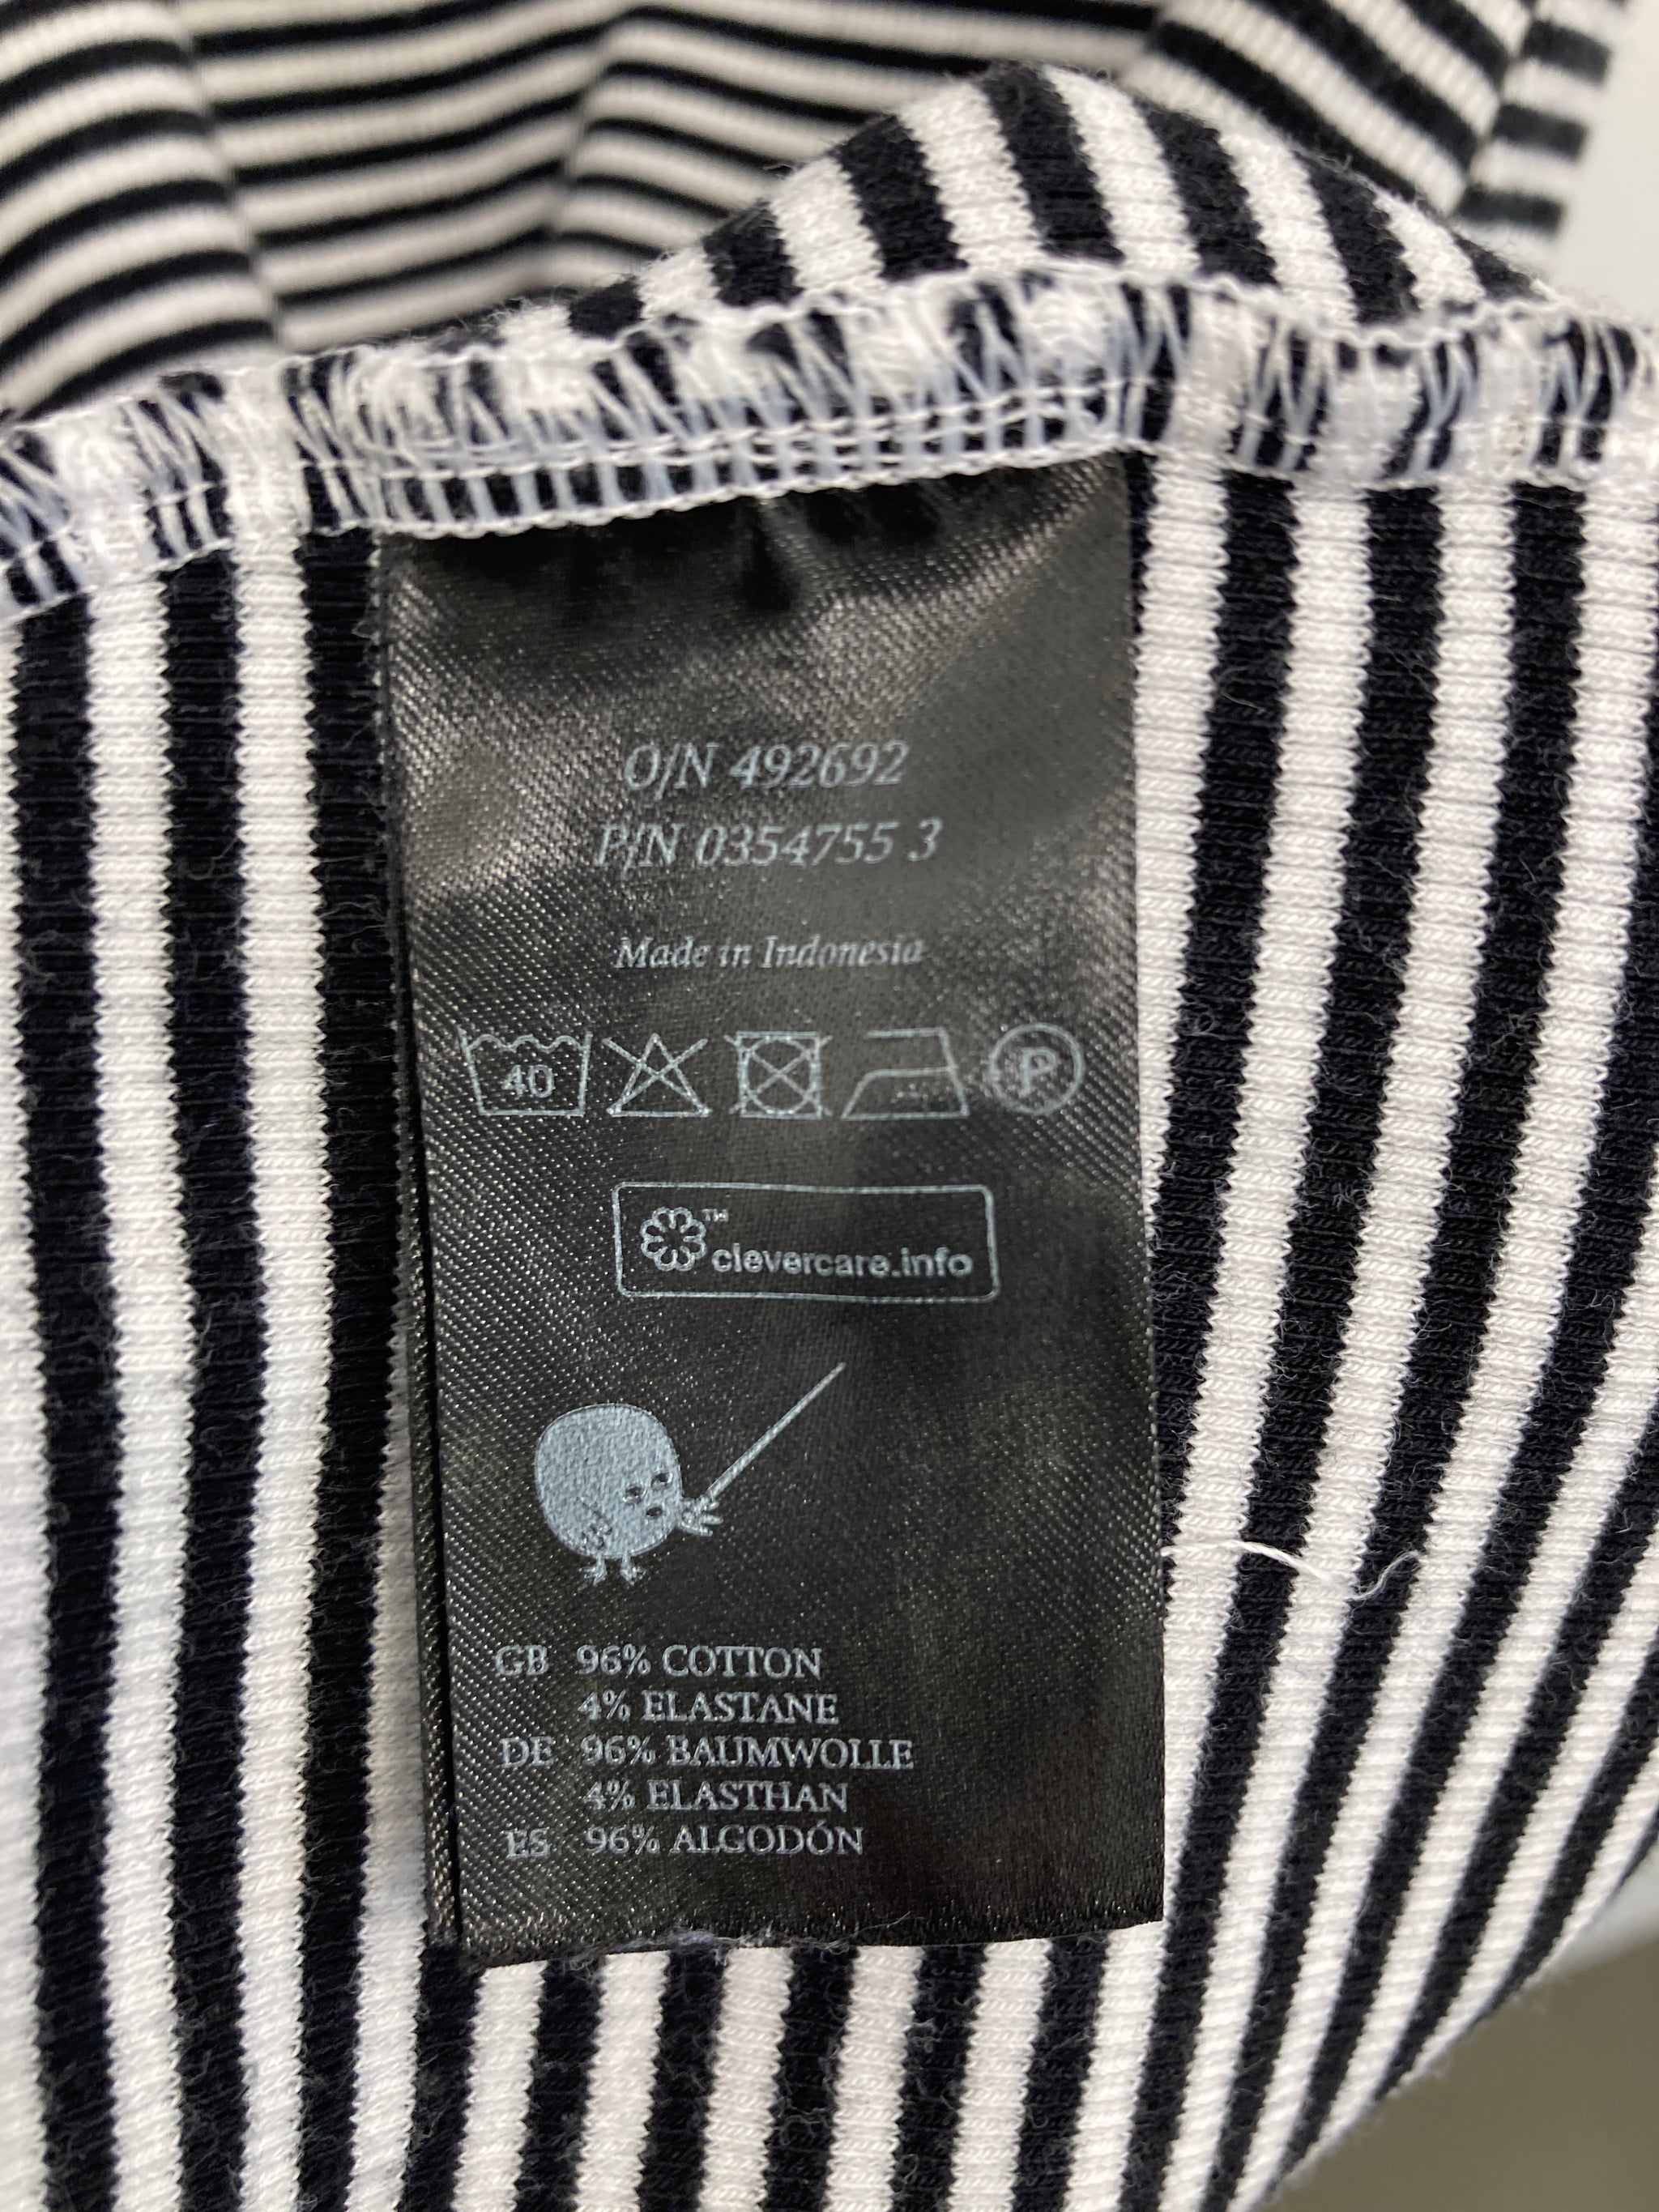 O/N 492692
P/N 0354755 3
Made in Indonesia
40
P
TM
clevercare.info
GB 96% COTTON
4% ELASTANE
DE 96% BAUMWOLLE
4% ELASTHAN
ES 96% ALGODÓN